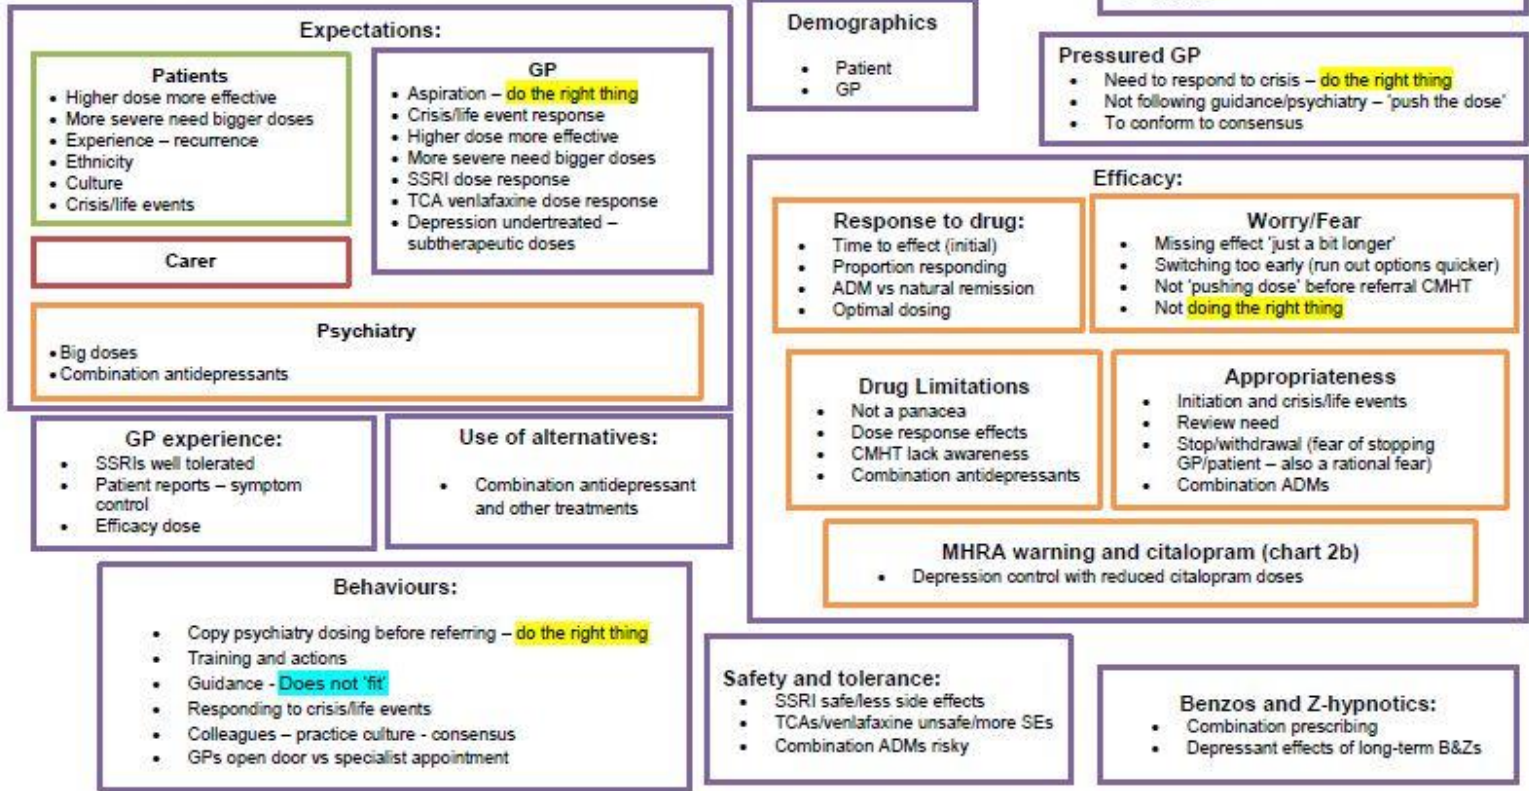 Expectations:
Patients
• Higher dose more effective
• More severe need bigger doses
• Experience – recurrence
• Ethnicity
• Culture
• Crisis/life events
GP
• Aspiration – do the right thing
• Crisis/life event response
• Higher dose more effective
• More severe need bigger doses
• SSRI dose response
• TCA venlafaxine dose response
• Depression undertreated –
subtherapeutic doses
Carer
Psychiatry
• Big doses
• Combination antidepressants
Demographics
• Patient
• GP
Pressured GP
• Need to respond to crisis – do the right thing
• Not following guidance/psychiatry – 'push the dose'
• To conform to consensus
Efficacy:
Response to drug:
• Time to effect (initial)
• Proportion responding
• ADM vs natural remission
• Optimal dosing
Worry/Fear
• Missing effect 'just a bit longer'
• Switching too early (run out options quicker)
• Not 'pushing dose' before referral CMHT
• Not doing the right thing
Drug Limitations
• Not a panacea
• Dose response effects
• CMHT lack awareness
• Combination antidepressants
Appropriateness
• Initiation and crisis/life events
• Review need
• Stop/withdrawal (fear of stopping
GP/patient – also a rational fear)
• Combination ADMs
MHRA warning and citalopram (chart 2b)
• Depression control with reduced citalopram doses
GP experience:
• SSRIs well tolerated
• Patient reports – symptom
control
• Efficacy dose
Use of alternatives:
• Combination antidepressant
and other treatments
Behaviours:
• Copy psychiatry dosing before referring – do the right thing
• Training and actions
• Guidance - Does not 'fit'
• Responding to crisis/life events
• Colleagues – practice culture - consensus
• GPs open door vs specialist appointment
Safety and tolerance:
• SSRI safe/less side effects
• TCAs/venlafaxine unsafe/more SEs
• Combination ADMs risky
Benzos and Z-hypnotics:
• Combination prescribing
• Depressant effects of long-term B&Zs